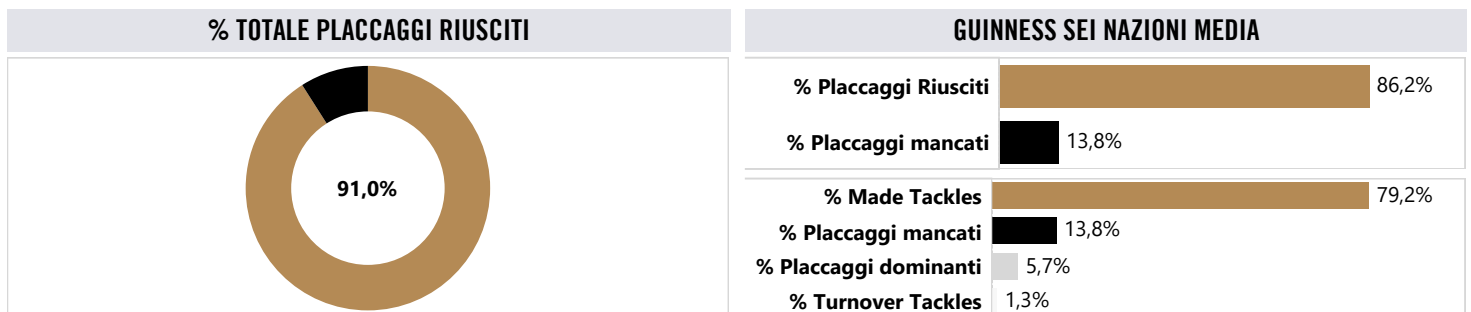 % TOTALE PLACCAGGI RIUSCITI
91,0%
GUINNESS SEI NAZIONI MEDIA
% Placcaggi Riusciti 86,2%
% Placcaggi mancati 13,8%
% Made Tackles 79,2%
% Placcaggi mancati 13,8%
% Placcaggi dominanti 5,7%
% Turnover Tackles 1,3%